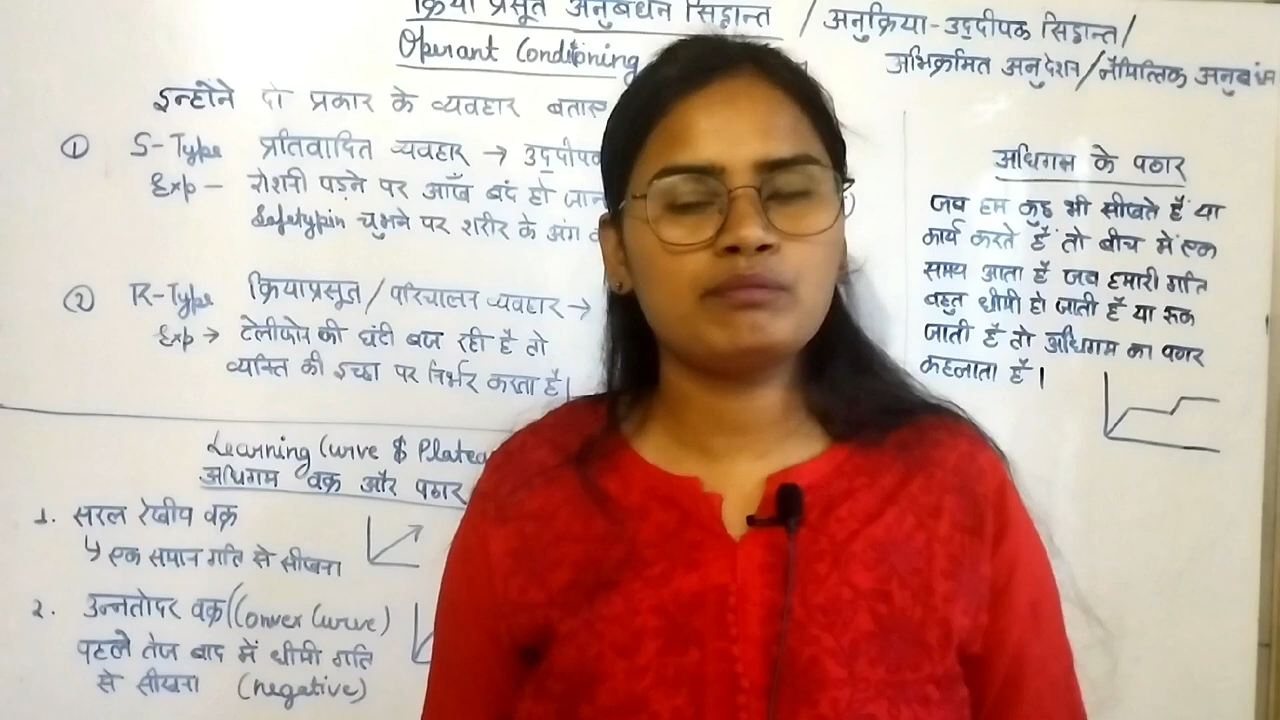 क्रिया प्रसूत अनुबंधन सिद्धान्त / अनुक्रिया-उद्दीपक सिद्धान्त/
Operant Conditioning
अभिक्रमित अनुदेशन/नैमित्तिक अनुबंधन
इन्होंने दो प्रकार के व्यवहार बताए
① S-Type प्रतिवादित व्यवहार → उद्दीपक
Exp – रोशनी पड़ने पर आँख बंद हो जान
Safetypin चुभने पर शरीर के अंग
② R-Type क्रियाप्रसूत/परिचालन व्यवहार →
Exp → टेलीफोन की घंटी बज रही है तो
व्यक्ति की इच्छा पर निर्भर करता है।
Learning Curve & Platea
अधिगम वक्र और पठार
1. सरल रेखीय वक्र
↳ एक समान गति से सीखना
2. उन्नतोदर वक्र (Convex Curve)
पहले तेज बाद में धीमी गति
से सीखना (negative)
अधिगम के पठार
जब हम कुछ भी सीखते हैं या
कार्य करते हैं तो बीच में एक
समय आता है जब हमारी गति
बहुत धीमी हो जाती है या रूक
जाती है तो अधिगम का पठार
कहलाता है।